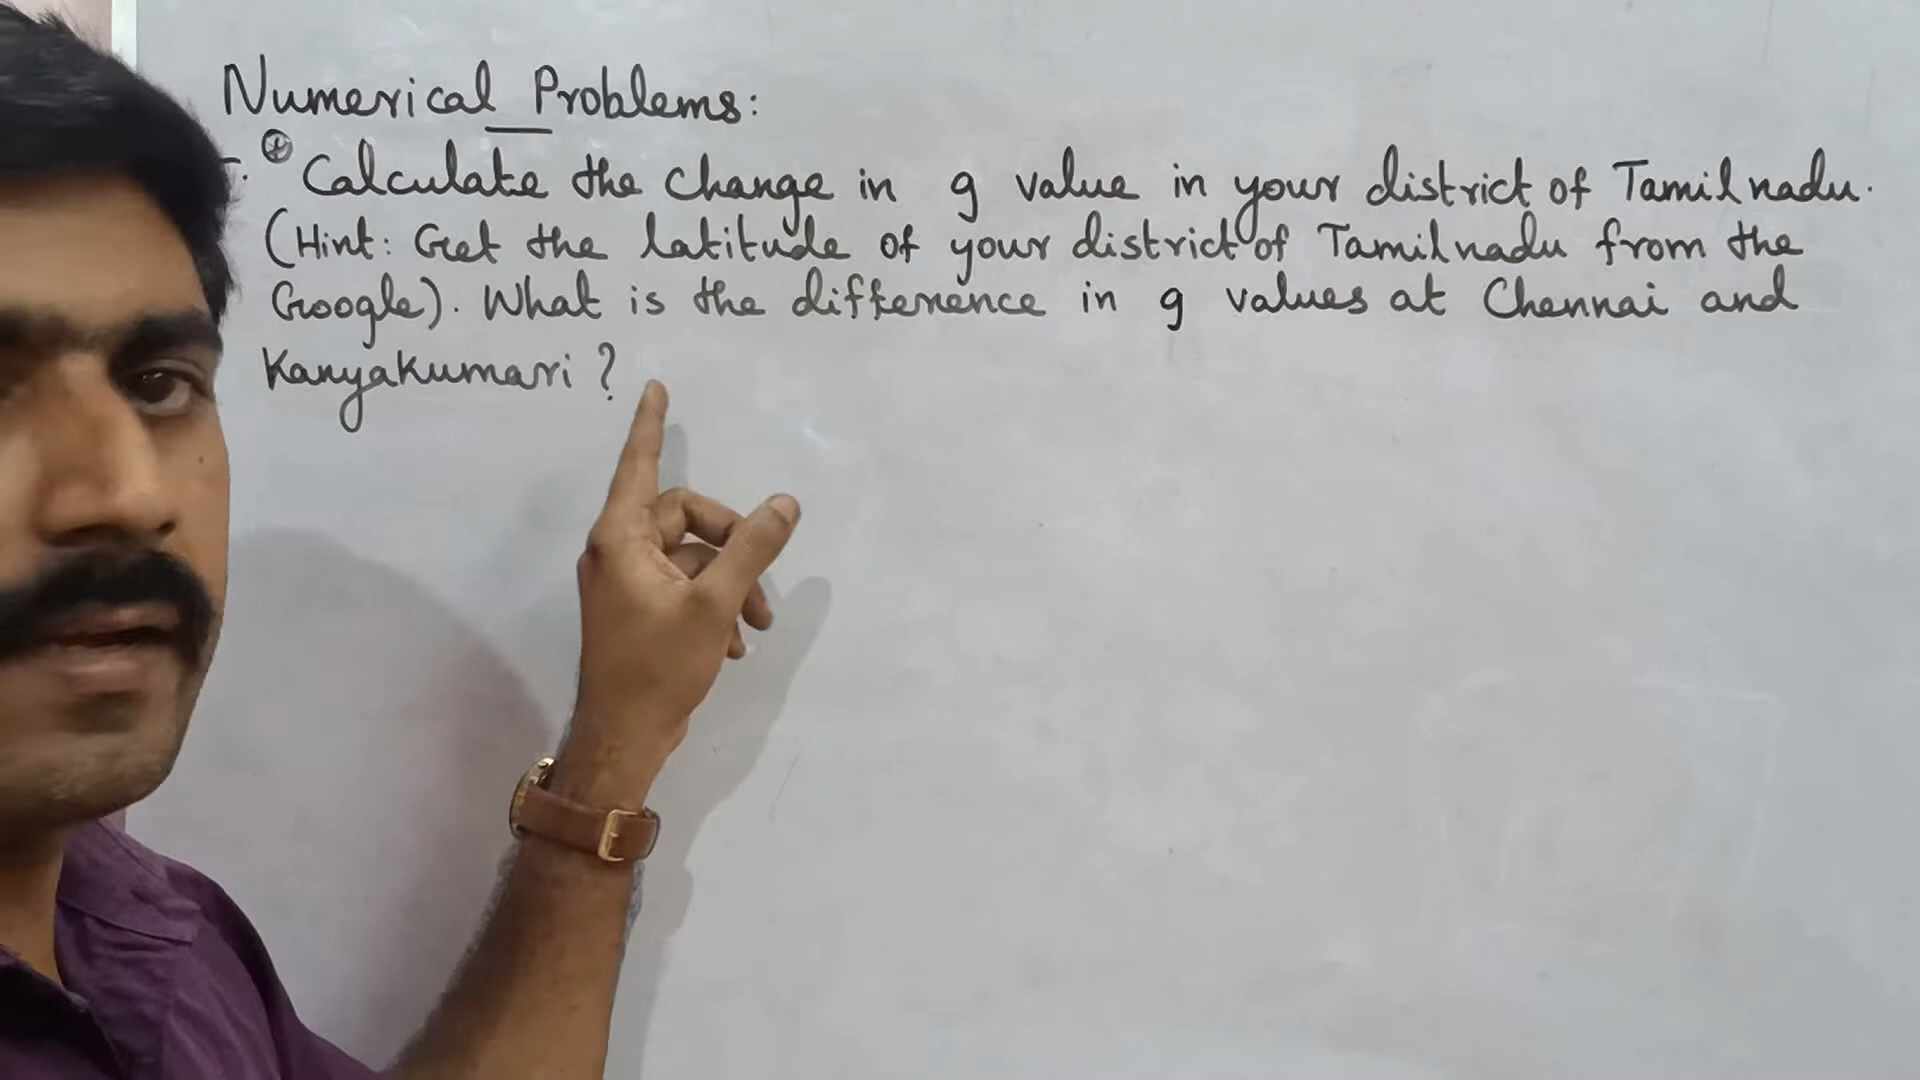 Numerical Problems:
Calculate the change in g value in your district of Tamilnadu.
(Hint: Get the latitude of your district of Tamilnadu from the
Google). What is the difference in g values at Chennai and
Kanyakumari ?